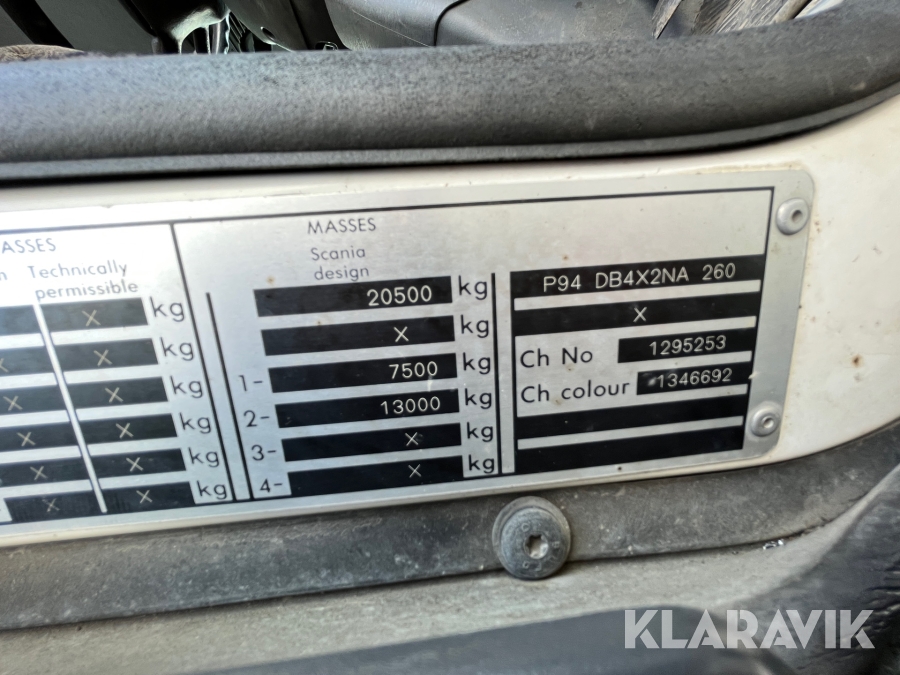 ASSES
Technically
permissible
X kg
X kg
X X kg
X X kg
X X kg
X X kg
MASSES
Scania
design
20500 kg
X kg
1- 7500 kg
2- 13000 kg
3- X kg
4- X kg
P94 DB4X2NA 260
X
Ch No 1295253
Ch colour 1346692
KLARAVIK